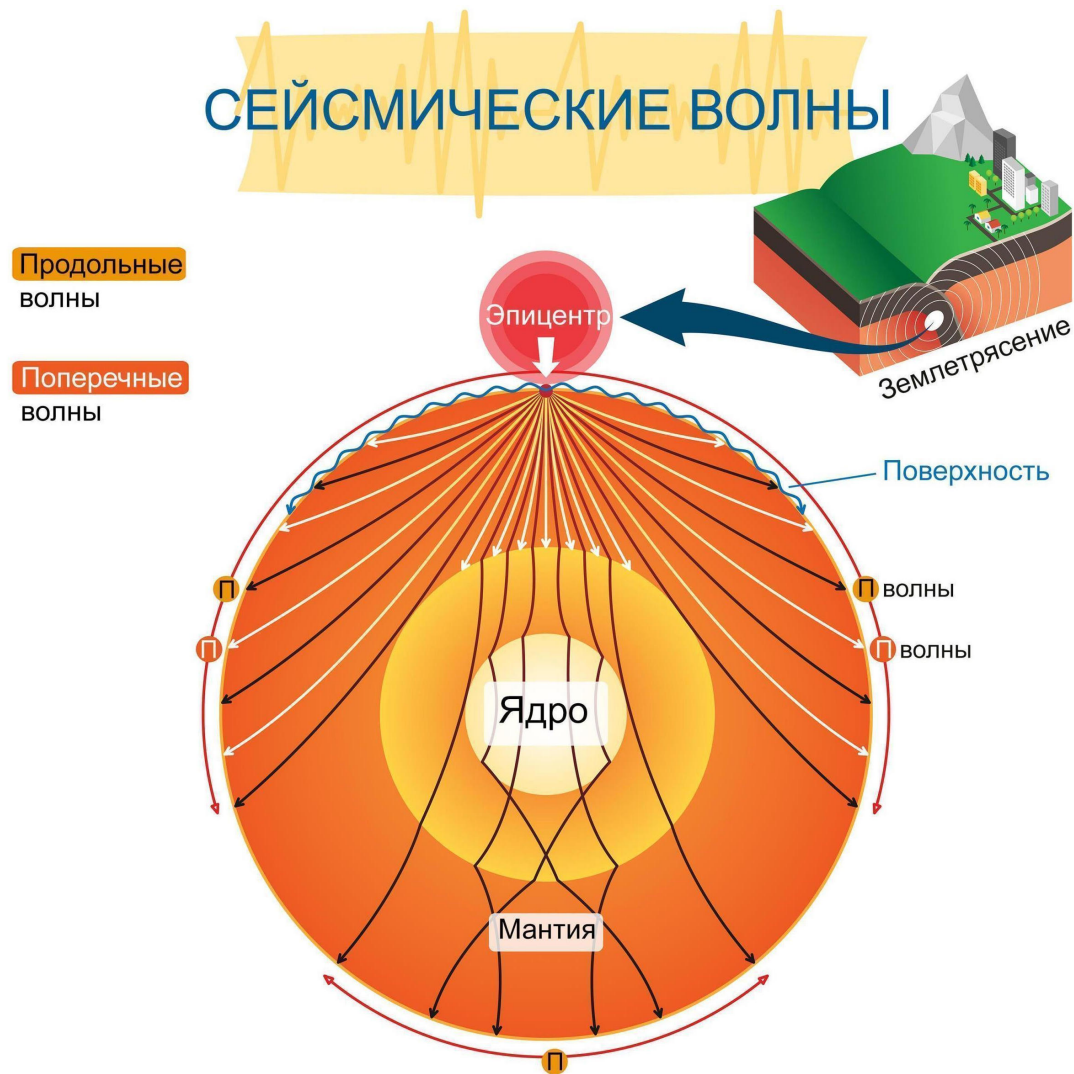 СЕЙСМИЧЕСКИЕ ВОЛНЫ
Продольные
волны
Эпицентр
Землетрясение
Поперечные
волны
Поверхность
П
П волны
П
П волны
Ядро
Мантия
П